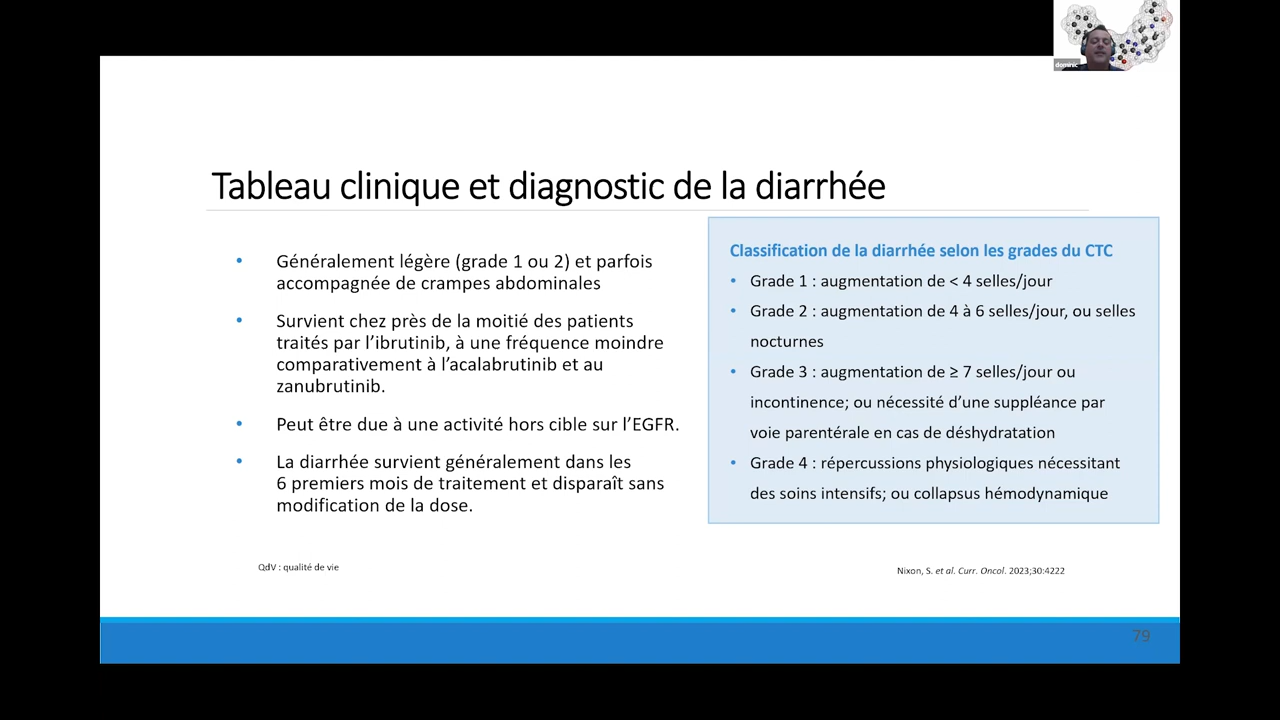 dominic
Tableau clinique et diagnostic de la diarrhée
• Généralement légère (grade 1 ou 2) et parfois
accompagnée de crampes abdominales
• Survient chez près de la moitié des patients
traités par l’ibrutinib, à une fréquence moindre
comparativement à l’acalabrutinib et au
zanubrutinib.
• Peut être due à une activité hors cible sur l’EGFR.
• La diarrhée survient généralement dans les
6 premiers mois de traitement et disparaît sans
modification de la dose.
Classification de la diarrhée selon les grades du CTC
• Grade 1 : augmentation de < 4 selles/jour
• Grade 2 : augmentation de 4 à 6 selles/jour, ou selles
nocturnes
• Grade 3 : augmentation de ≥ 7 selles/jour ou
incontinence; ou nécessité d’une suppléance par
voie parentérale en cas de déshydratation
• Grade 4 : répercussions physiologiques nécessitant
des soins intensifs; ou collapsus hémodynamique
QdV : qualité de vie
Nixon, S. et al. Curr. Oncol. 2023;30:4222
79